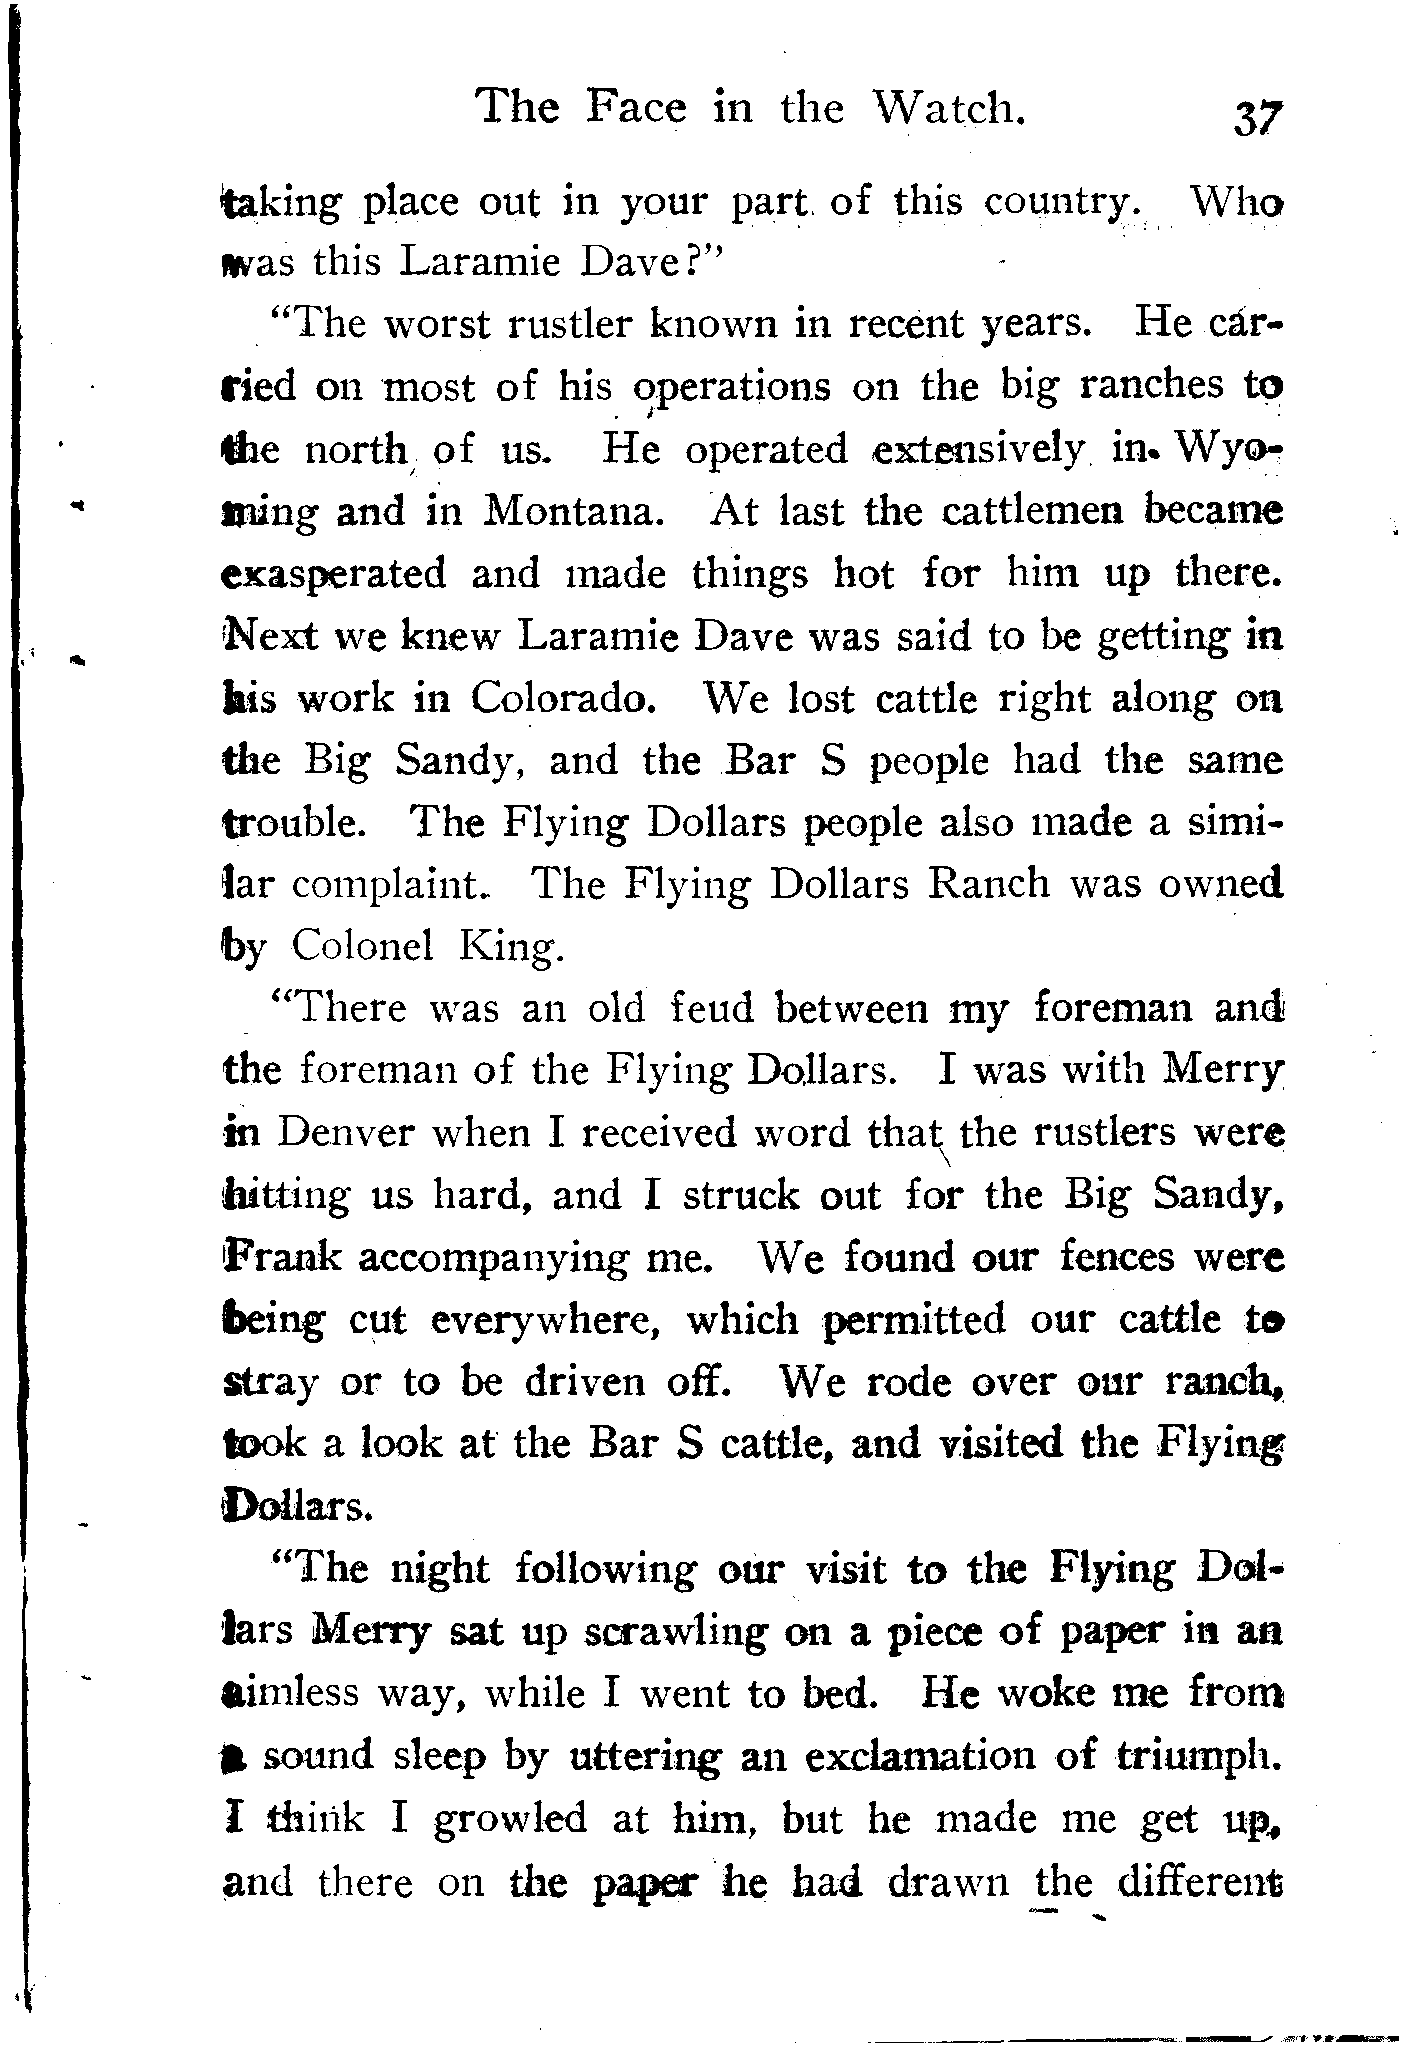 The Face in the Watch. 37
taking place out in your part of this country. Who
was this Laramie Dave?"
"The worst rustler known in recent years. He car-
ried on most of his operations on the big ranches to
the north of us. He operated extensively in Wyo-
ming and in Montana. At last the cattlemen became
exasperated and made things hot for him up there.
Next we knew Laramie Dave was said to be getting in
his work in Colorado. We lost cattle right along on
the Big Sandy, and the Bar S people had the same
trouble. The Flying Dollars people also made a simi-
lar complaint. The Flying Dollars Ranch was owned
by Colonel King.
"There was an old feud between my foreman and
the foreman of the Flying Dollars. I was with Merry
in Denver when I received word that the rustlers were
hitting us hard, and I struck out for the Big Sandy,
Frank accompanying me. We found our fences were
being cut everywhere, which permitted our cattle to
stray or to be driven off. We rode over our ranch,
took a look at the Bar S cattle, and visited the Flying
Dollars.
"The night following our visit to the Flying Dol-
lars Merry sat up scrawling on a piece of paper in an
aimless way, while I went to bed. He woke me from
a sound sleep by uttering an exclamation of triumph.
I think I growled at him, but he made me get up,
and there on the paper he had drawn the different